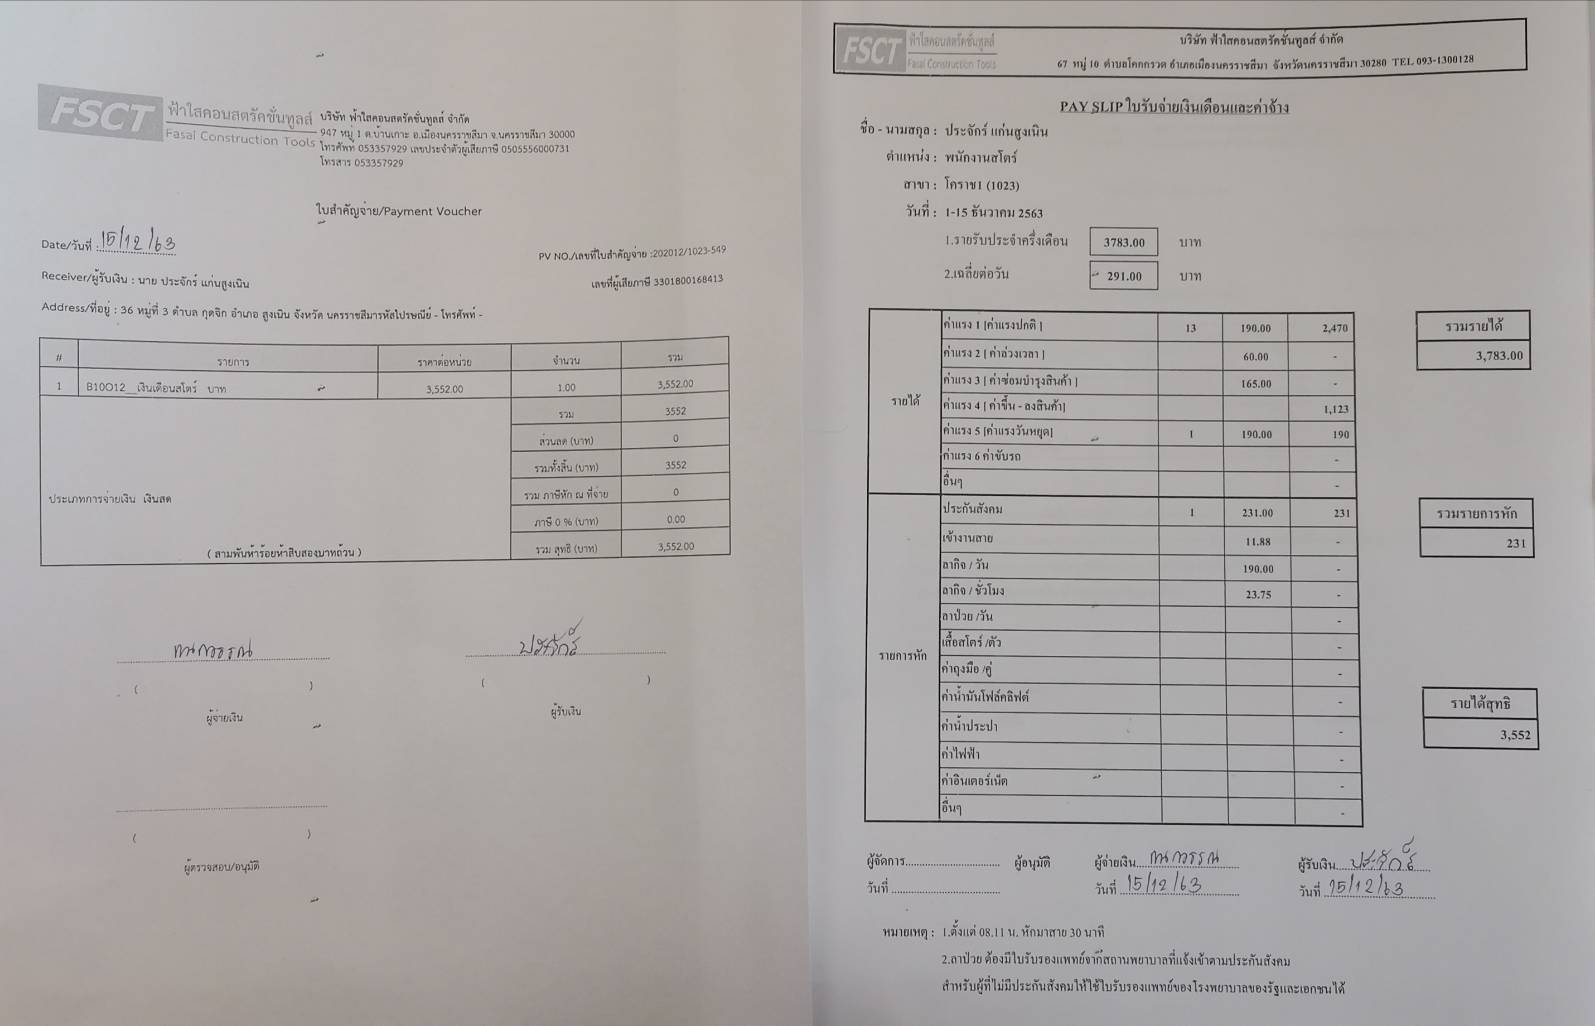 FSCT ฟ้าใสคอนสตรัคชั่นทูลส์
Fasai Construction Tools
บริษัท ฟ้าใสคอนสตรัคชั่นทูลส์ จำกัด
947 หมู่ 1 ต.บ้านเกาะ อ.เมืองนครราชสีมา จ.นครราชสีมา 30000
โทรศัพท์ 053357929 เลขประจำตัวผู้เสียภาษี 0505556000731
โทรสาร 053357929
ใบสำคัญจ่าย/Payment Voucher
Date/วันที่ : 15/12/63
PV NO./เลขที่ใบสำคัญจ่าย :202012/1023-549
Receiver/ผู้รับเงิน : นาย ประจักร์ แก่นสูงเนิน
เลขที่ผู้เสียภาษี 3301800168413
Address/ที่อยู่ : 36 หมู่ที่ 3 ตำบล กุดจิก อำเภอ สูงเนิน จังหวัด นครราชสีมารหัสไปรษณีย์ - โทรศัพท์ -
# รายการ ราคาต่อหน่วย จำนวน รวม
1 B10O12__เงินเดือนสโตร์ บาท 3,552.00 1.00 3,552.00
รวม 3552
ส่วนลด (บาท) 0
รวมทั้งสิ้น (บาท) 3552
ประเภทการจ่ายเงิน เงินสด
รวม ภาษีหัก ณ ที่จ่าย 0
ภาษี 0 % (บาท) 0.00
( สามพันห้าร้อยห้าสิบสองบาทถ้วน ) รวม สุทธิ (บาท) 3,552.00
ประจักร์
( ) ( )
ผู้จ่ายเงิน ผู้รับเงิน
( )
ผู้ตรวจสอบ/อนุมัติ
FSCT ฟ้าใสคอนสตรัคชั่นทูลส์
Fasai Construction Tools
บริษัท ฟ้าใสคอนสตรัคชั่นทูลส์ จำกัด
67 หมู่ 10 ตำบลโคกกรวด อำเภอเมืองนครราชสีมา จังหวัดนครราชสีมา 30280 TEL 093-1300128
PAY SLIP ใบรับจ่ายเงินเดือนและค่าจ้าง
ชื่อ - นามสกุล : ประจักร์ แก่นสูงเนิน
ตำแหน่ง : พนักงานสโตร์
สาขา : โคราช1 (1023)
วันที่ : 1-15 ธันวาคม 2563
1.รายรับประจำครึ่งเดือน 3783.00 บาท
2.เฉลี่ยต่อวัน 291.00 บาท
รายได้
ค่าแรง 1 [ค่าแรงปกติ ] 13 190.00 2,470
ค่าแรง 2 [ ค่าล่วงเวลา ] 60.00 -
ค่าแรง 3 [ ค่าซ่อมบำรุงสินค้า ] 165.00 -
ค่าแรง 4 [ ค่าขึ้น - ลงสินค้า] 1,123
ค่าแรง 5 [ค่าแรงวันหยุด] 1 190.00 190
ค่าแรง 6 ค่าขับรถ -
อื่นๆ -
รวมรายได้
3,783.00
รายการหัก
ประกันสังคม 1 231.00 231
เข้างานสาย 11.88 -
ลากิจ / วัน 190.00 -
ลากิจ / ชั่วโมง 23.75 -
ลาป่วย /วัน -
เสื้อสโตร์ /ตัว -
ค่าถุงมือ /คู่ -
ค่าน้ำมันโฟล์คลิฟต์ -
ค่าน้ำประปา -
ค่าไฟฟ้า -
ค่าอินเตอร์เน็ต -
อื่นๆ -
รวมรายการหัก
231
รายได้สุทธิ
3,552
ผู้จัดการ ผู้อนุมัติ ผู้จ่ายเงิน ผู้รับเงิน ประจักร์
วันที่ วันที่ 15/12/63 วันที่ 15/12/63
หมายเหตุ : 1.ตั้งแต่ 08.11 น. หักมาสาย 30 นาที
2.ลาป่วย ต้องมีใบรับรองแพทย์จากสถานพยาบาลที่แจ้งเข้าตามประกันสังคม
สำหรับผู้ที่ไม่มีประกันสังคมให้ใช้ใบรับรองแพทย์ของโรงพยาบาลของรัฐและเอกชนได้